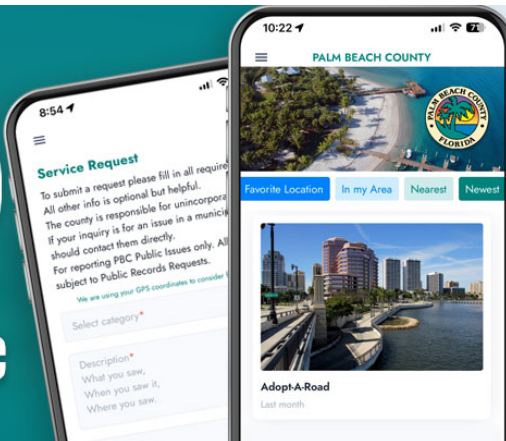 8:54
Service Request
To submit a request please fill in all require
All other info is optional but helpful.
The county is responsible for unincorpora
If your inquiry is for an issue in a munici
should contact them directly.
For reporting PBC Public Issues only. All
subject to Public Records Requests.
We are using your GPS coordinates to consider
Select category*
Description*
What you saw,
When you saw it,
Where you saw.
10:22
PALM BEACH COUNTY
PALM BEACH COUNTY
FLORIDA
Favorite Location
In my Area
Nearest
Newest
Adopt-A-Road
Last month